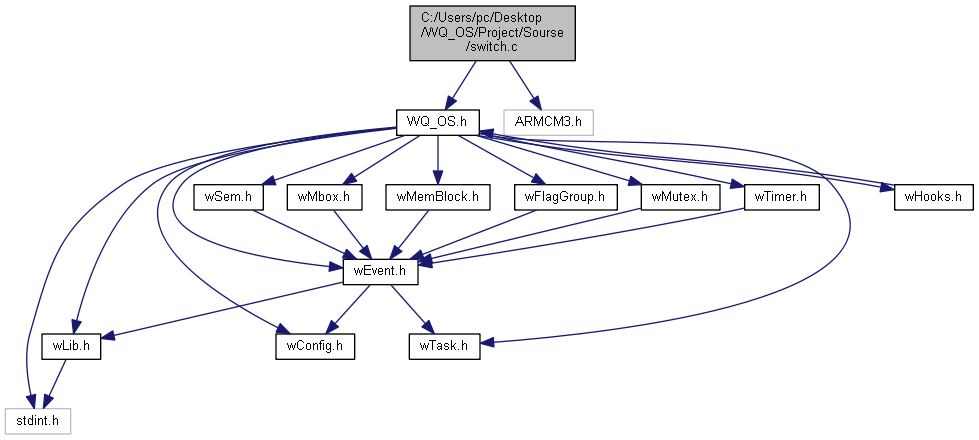 C:/Users/pc/Desktop
/WQ_OS/Project/Sourse
/switch.c
WQ_OS.h
ARMCM3.h
wSem.h
wMbox.h
wMemBlock.h
wFlagGroup.h
wMutex.h
wTimer.h
wHooks.h
wEvent.h
wLib.h
wConfig.h
wTask.h
stdint.h